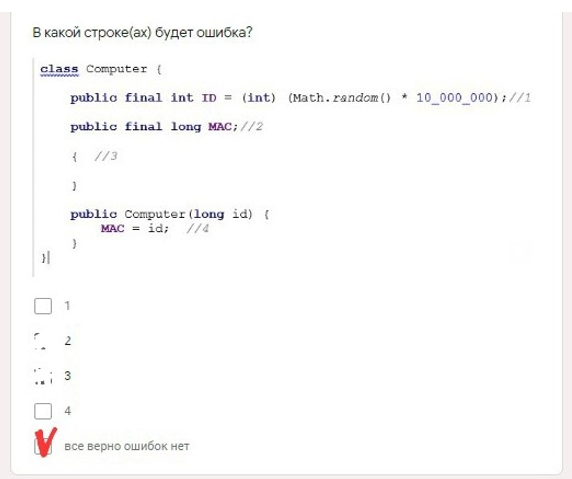 В какой строке(ах) будет ошибка?
class Computer {
public final int ID = (int) (Math.random() * 10_000_000);//1
public final long MAC;//2
{ //3
}
public Computer(long id) {
MAC = id; //4
}
}
1
2
3
4
все верно ошибок нет